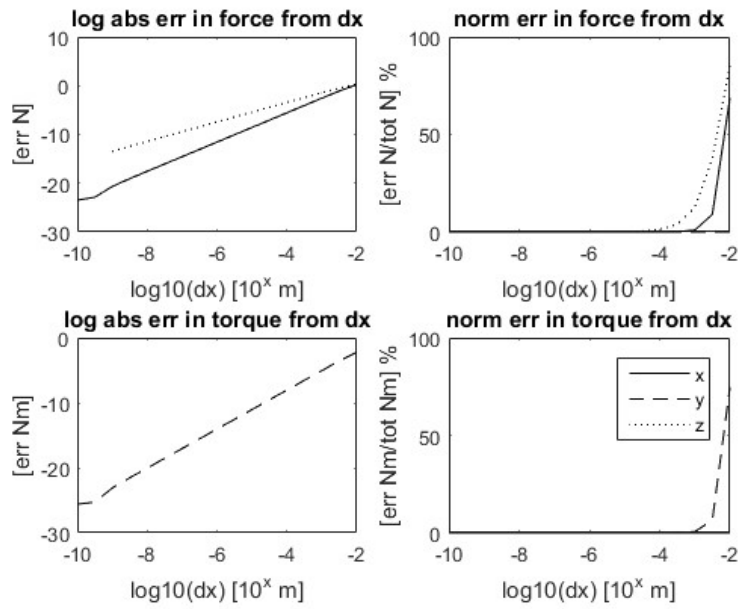 log abs err in force from dx
10
0
-10
-20
-30
[err N]
-10
-8
-6
-4
-2
log10(dx) [10^x m]
norm err in force from dx
100
50
0
[err N/tot N] %
-10
-8
-6
-4
-2
log10(dx) [10^x m]
log abs err in torque from dx
0
-10
-20
-30
[err Nm]
-10
-8
-6
-4
-2
log10(dx) [10^x m]
norm err in torque from dx
100
50
0
[err Nm/tot Nm] %
x
y
z
-10
-8
-6
-4
-2
log10(dx) [10^x m]